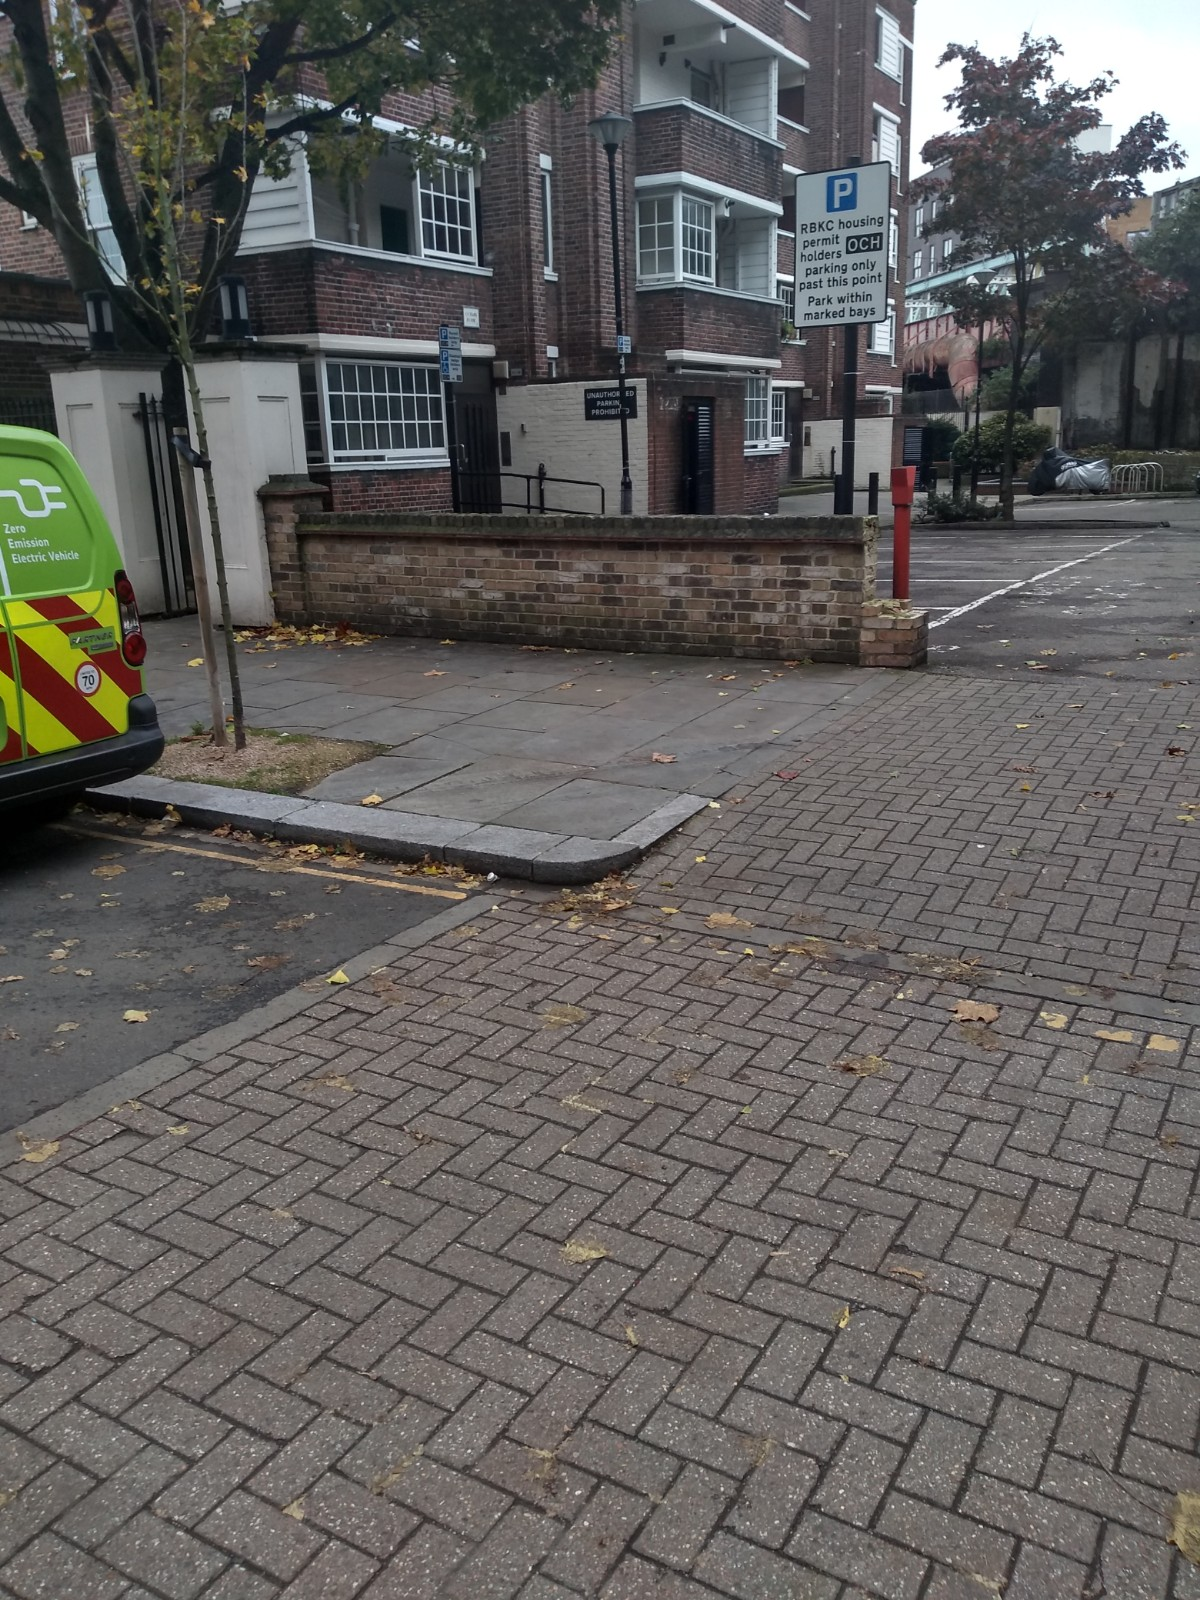 P
RBKC housing
permit
holders OCH
parking only
past this point
Park within
marked bays
UNAUTHORISED
PARKING
PROHIBITED
Zero
Emission
Electric Vehicle
PARTNER
70